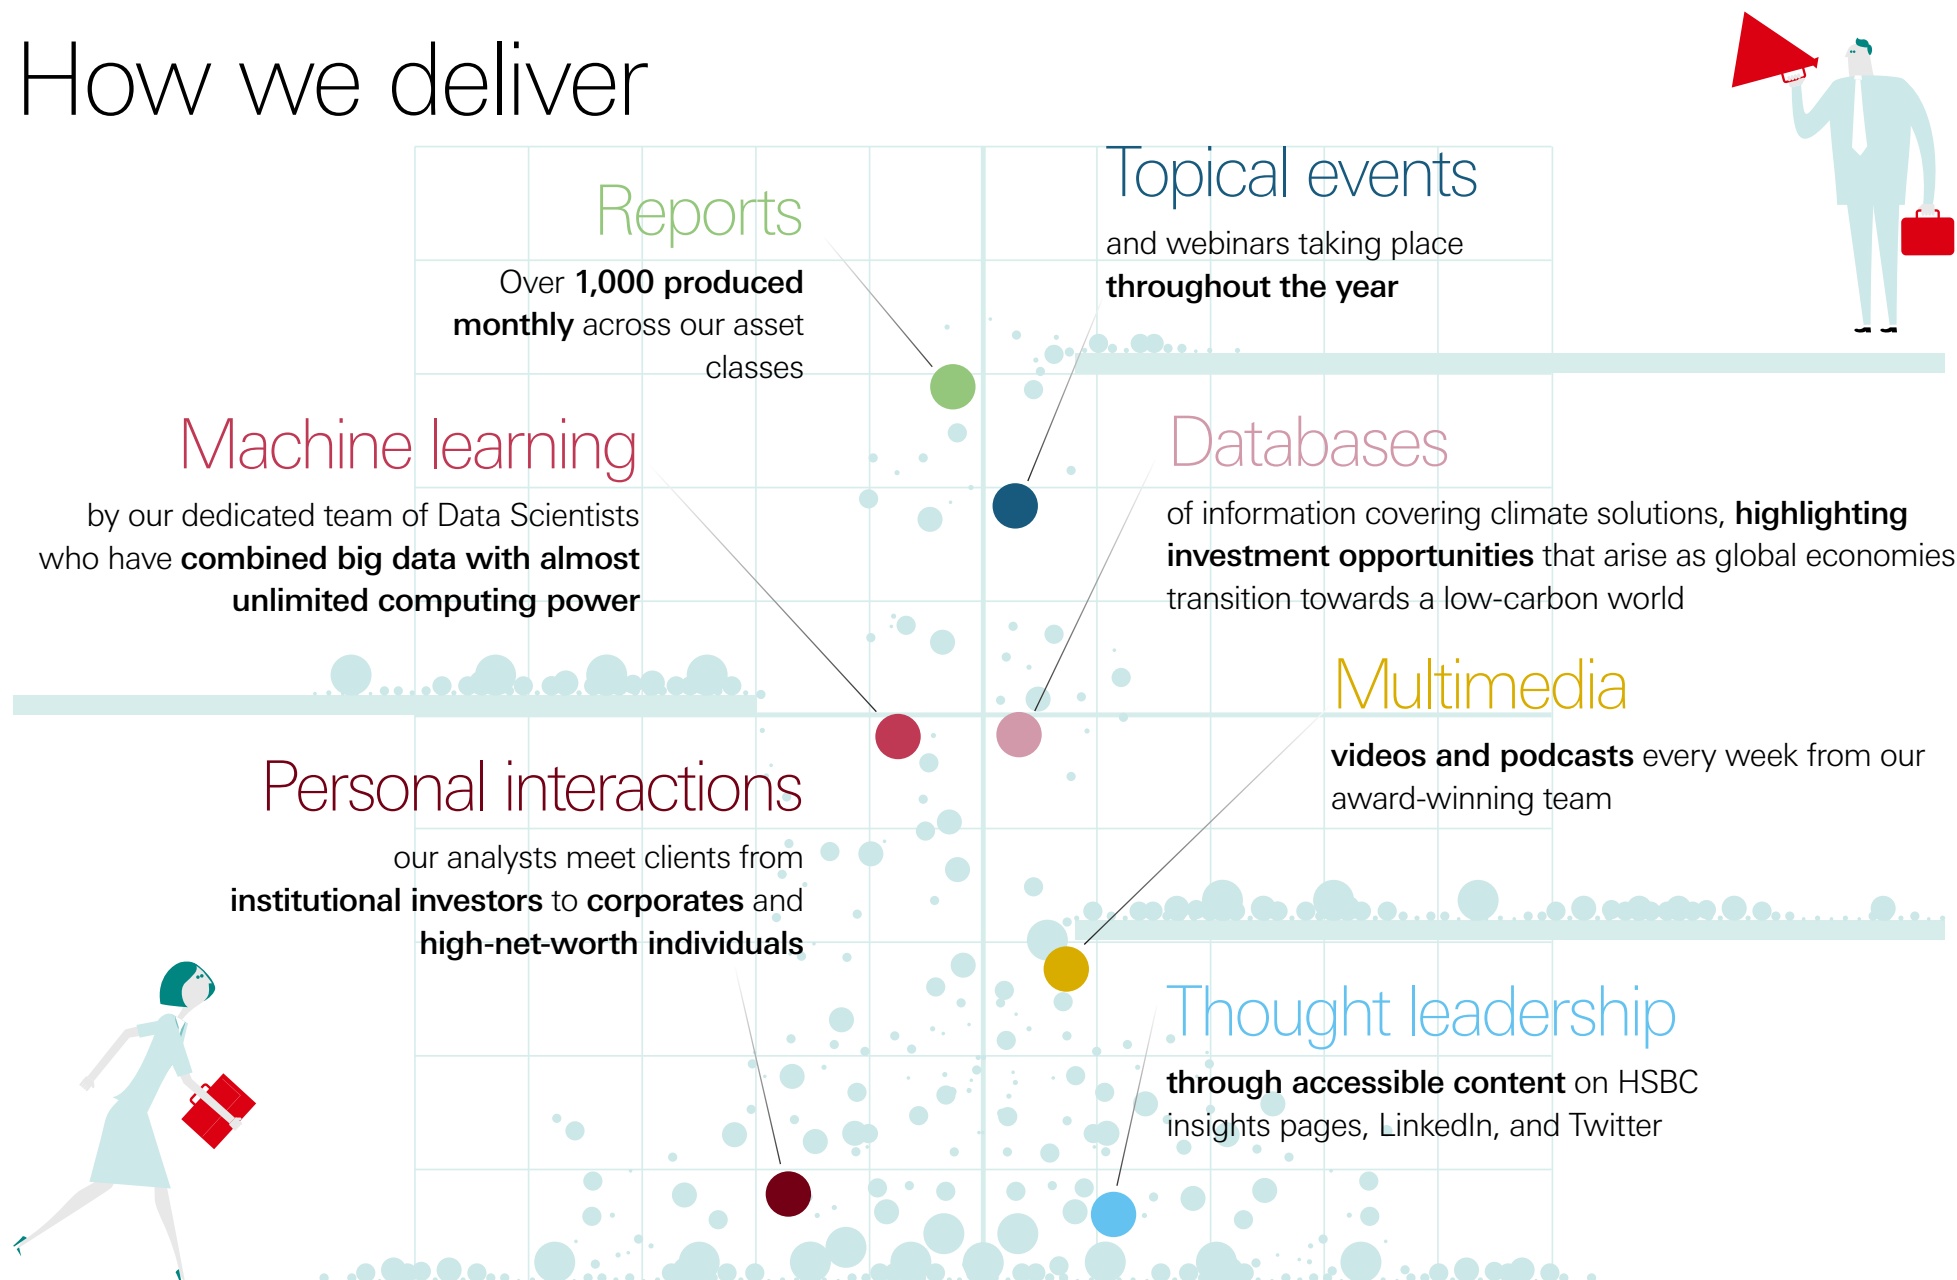 How we deliver
Reports
Over 1,000 produced
monthly across our asset
classes
Topical events
and webinars taking place
throughout the year
Machine learning
by our dedicated team of Data Scientists
who have combined big data with almost
unlimited computing power
Databases
of information covering climate solutions, highlighting
investment opportunities that arise as global economies
transition towards a low-carbon world
Multimedia
videos and podcasts every week from our
award-winning team
Personal interactions
our analysts meet clients from
institutional investors to corporates and
high-net-worth individuals
Thought leadership
through accessible content on HSBC
insights pages, LinkedIn, and Twitter